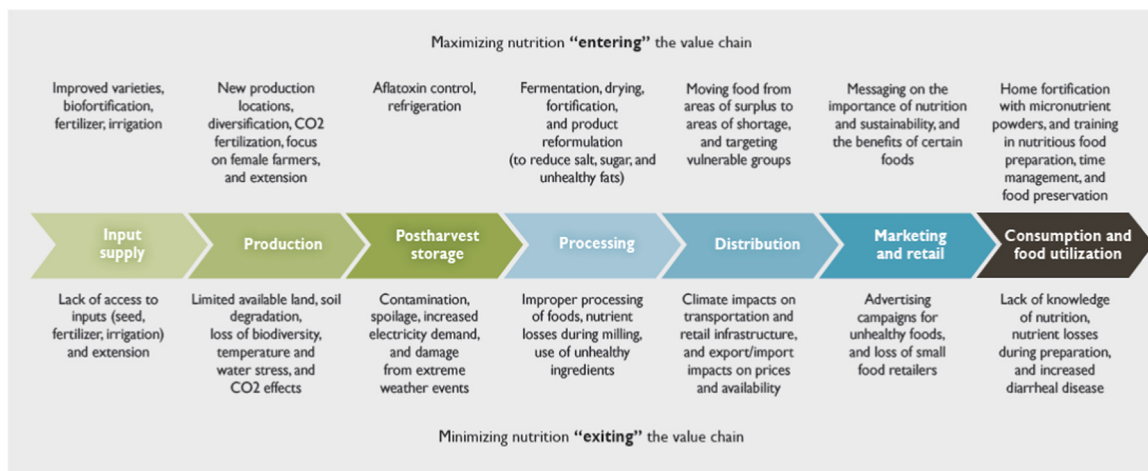 Maximizing nutrition “entering” the value chain
Improved varieties,
biofortification,
fertilizer, irrigation
New production
locations,
diversification, CO2
fertilization, focus
on female farmers,
and extension
Aflatoxin control,
refrigeration
Fermentation, drying,
fortification,
and product
reformulation
(to reduce salt, sugar, and
unhealthy fats)
Moving food from
areas of surplus to
areas of shortage,
and targeting
vulnerable groups
Messaging on the
importance of nutrition
and sustainability, and
the benefits of certain
foods
Home fortification
with micronutrient
powders, and training
in nutritious food
preparation, time
management, and
food preservation
Input
supply
Production
Postharvest
storage
Processing
Distribution
Marketing
and retail
Consumption and
food utilization
Lack of access to
inputs (seed,
fertilizer, irrigation)
and extension
Limited available land, soil
degradation,
loss of biodiversity,
temperature and
water stress, and
CO2 effects
Contamination,
spoilage, increased
electricity demand,
and damage
from extreme
weather events
Improper processing
of foods, nutrient
losses during milling,
use of unhealthy
ingredients
Climate impacts on
transportation and
retail infrastructure,
and export/import
impacts on prices
and availability
Advertising
campaigns for
unhealthy foods,
and loss of small
food retailers
Lack of knowledge
of nutrition,
nutrient losses
during preparation,
and increased
diarrheal disease
Minimizing nutrition “exiting” the value chain